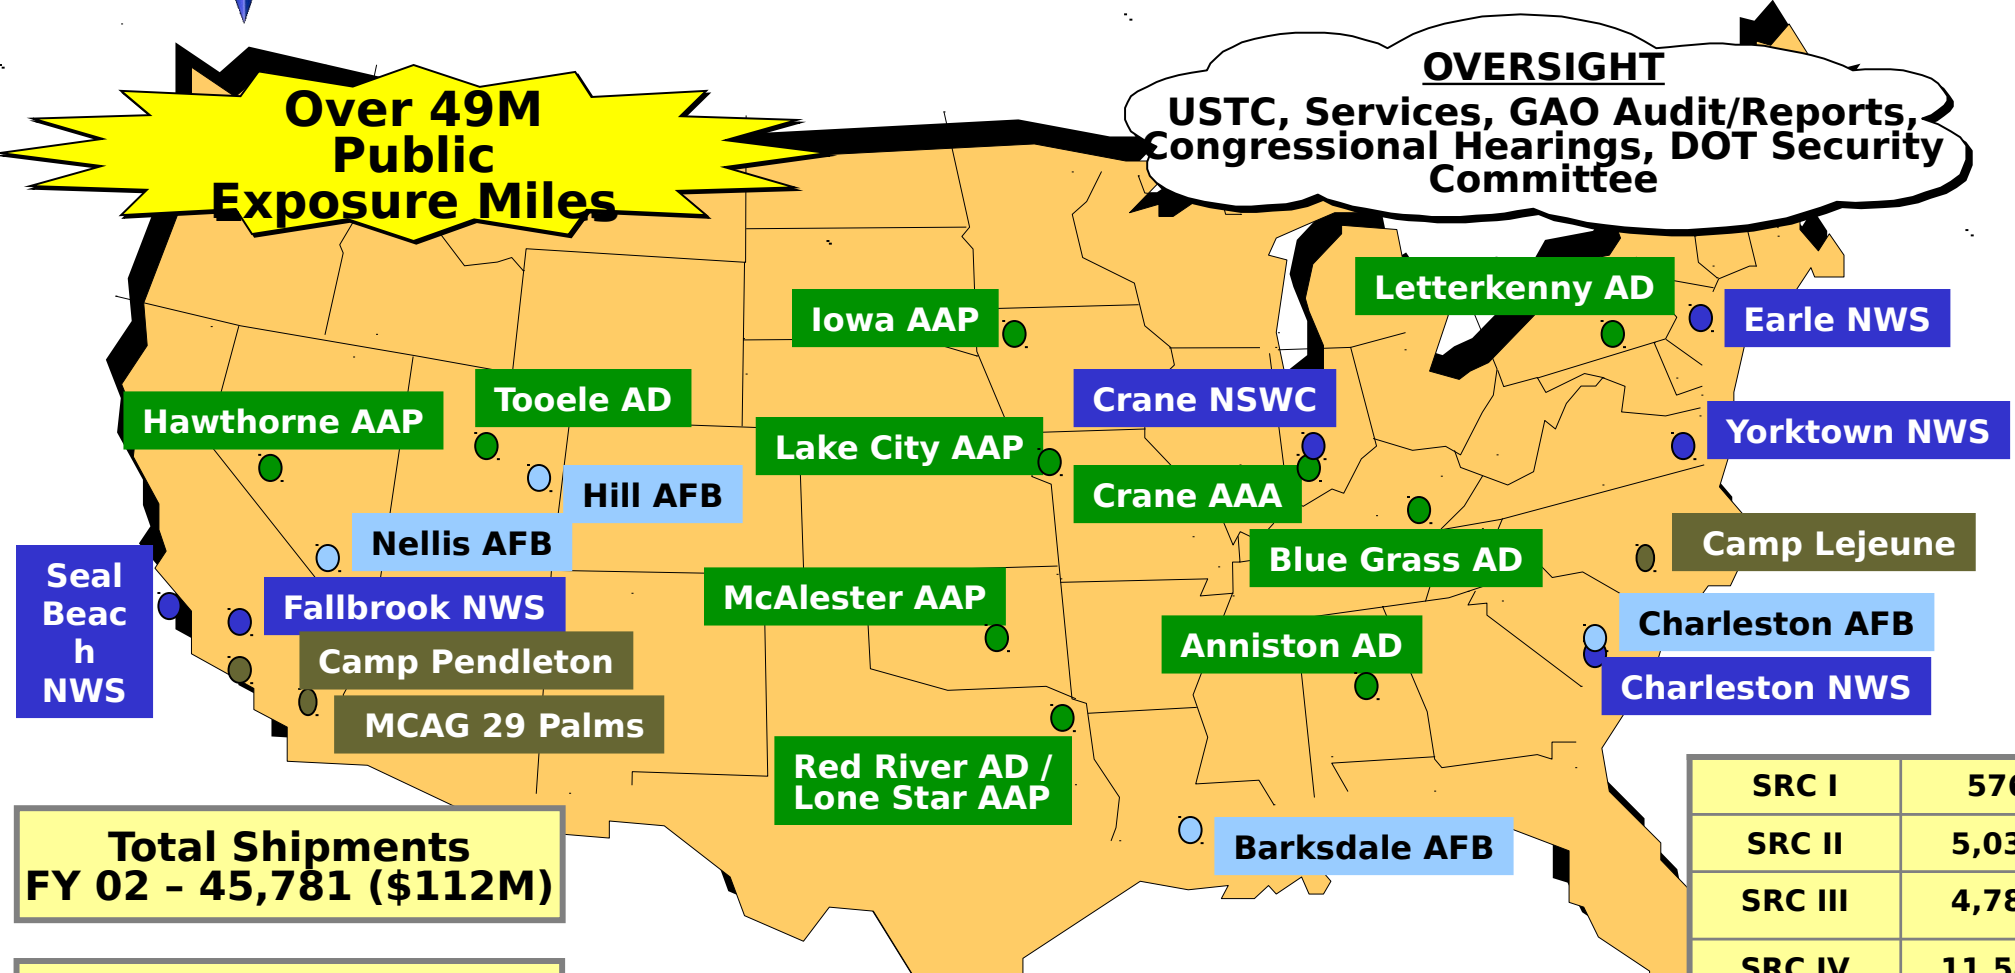 Over 49M
Public
Exposure Miles
OVERSIGHT
USTC, Services, GAO Audit/Reports,
Congressional Hearings, DOT Security
Committee
Letterkenny AD
Iowa AAP
Earle NWS
Tooele AD
Crane NSWC
Hawthorne AAP
Yorktown NWS
Lake City AAP
Hill AFB
Crane AAA
Nellis AFB
Camp Lejeune
Blue Grass AD
Seal
Beac
h
NWS
Fallbrook NWS
McAlester AAP
Charleston AFB
Anniston AD
Camp Pendleton
Charleston NWS
MCAG 29 Palms
Red River AD /
Lone Star AAP
Barksdale AFB
Total Shipments
FY 02 – 45,781 ($112M)
SRC I
SRC II
SRC III
SRC IV